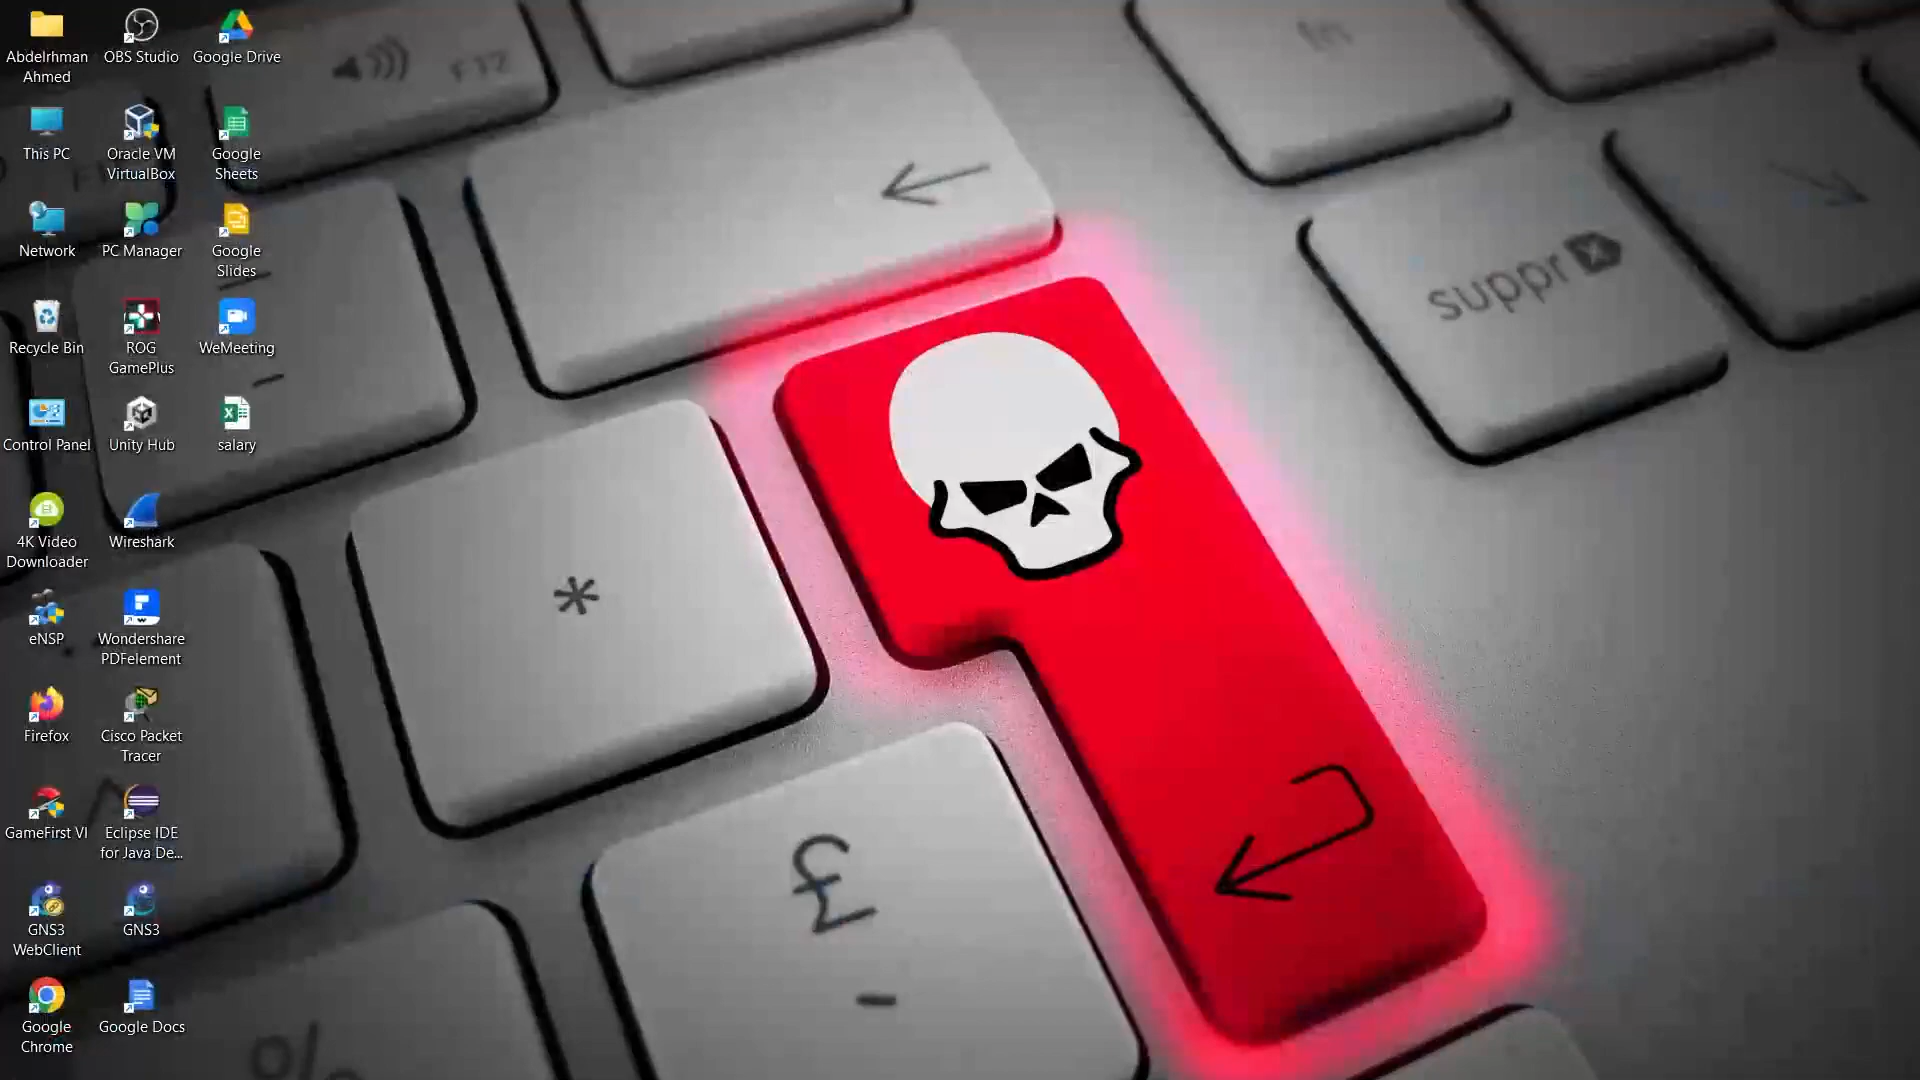 Abdelrhman
Ahmed
OBS Studio
Google Drive
This PC
Oracle VM
VirtualBox
Google
Sheets
Network
PC Manager
Google
Slides
Recycle Bin
ROG
GamePlus
WeMeeting
Control Panel
Unity Hub
salary
4K Video
Downloader
Wireshark
eNSP
Wondershare
PDFelement
Firefox
Cisco Packet
Tracer
GameFirst VI
Eclipse IDE
for Java De...
GNS3
WebClient
GNS3
Google
Chrome
Google Docs
F12
fn
suppr
*
£
-
%